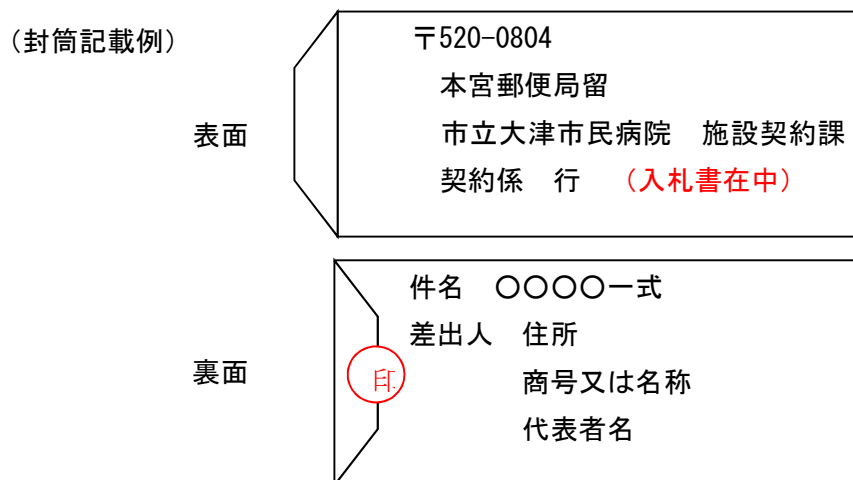 （封筒記載例）
表面
〒520-0804
本宮郵便局留
市立大津市民病院　施設契約課
契約係　行　（入札書在中）
裏面
件名　〇〇〇〇一式
差出人　住所
商号又は名称
代表者名
印